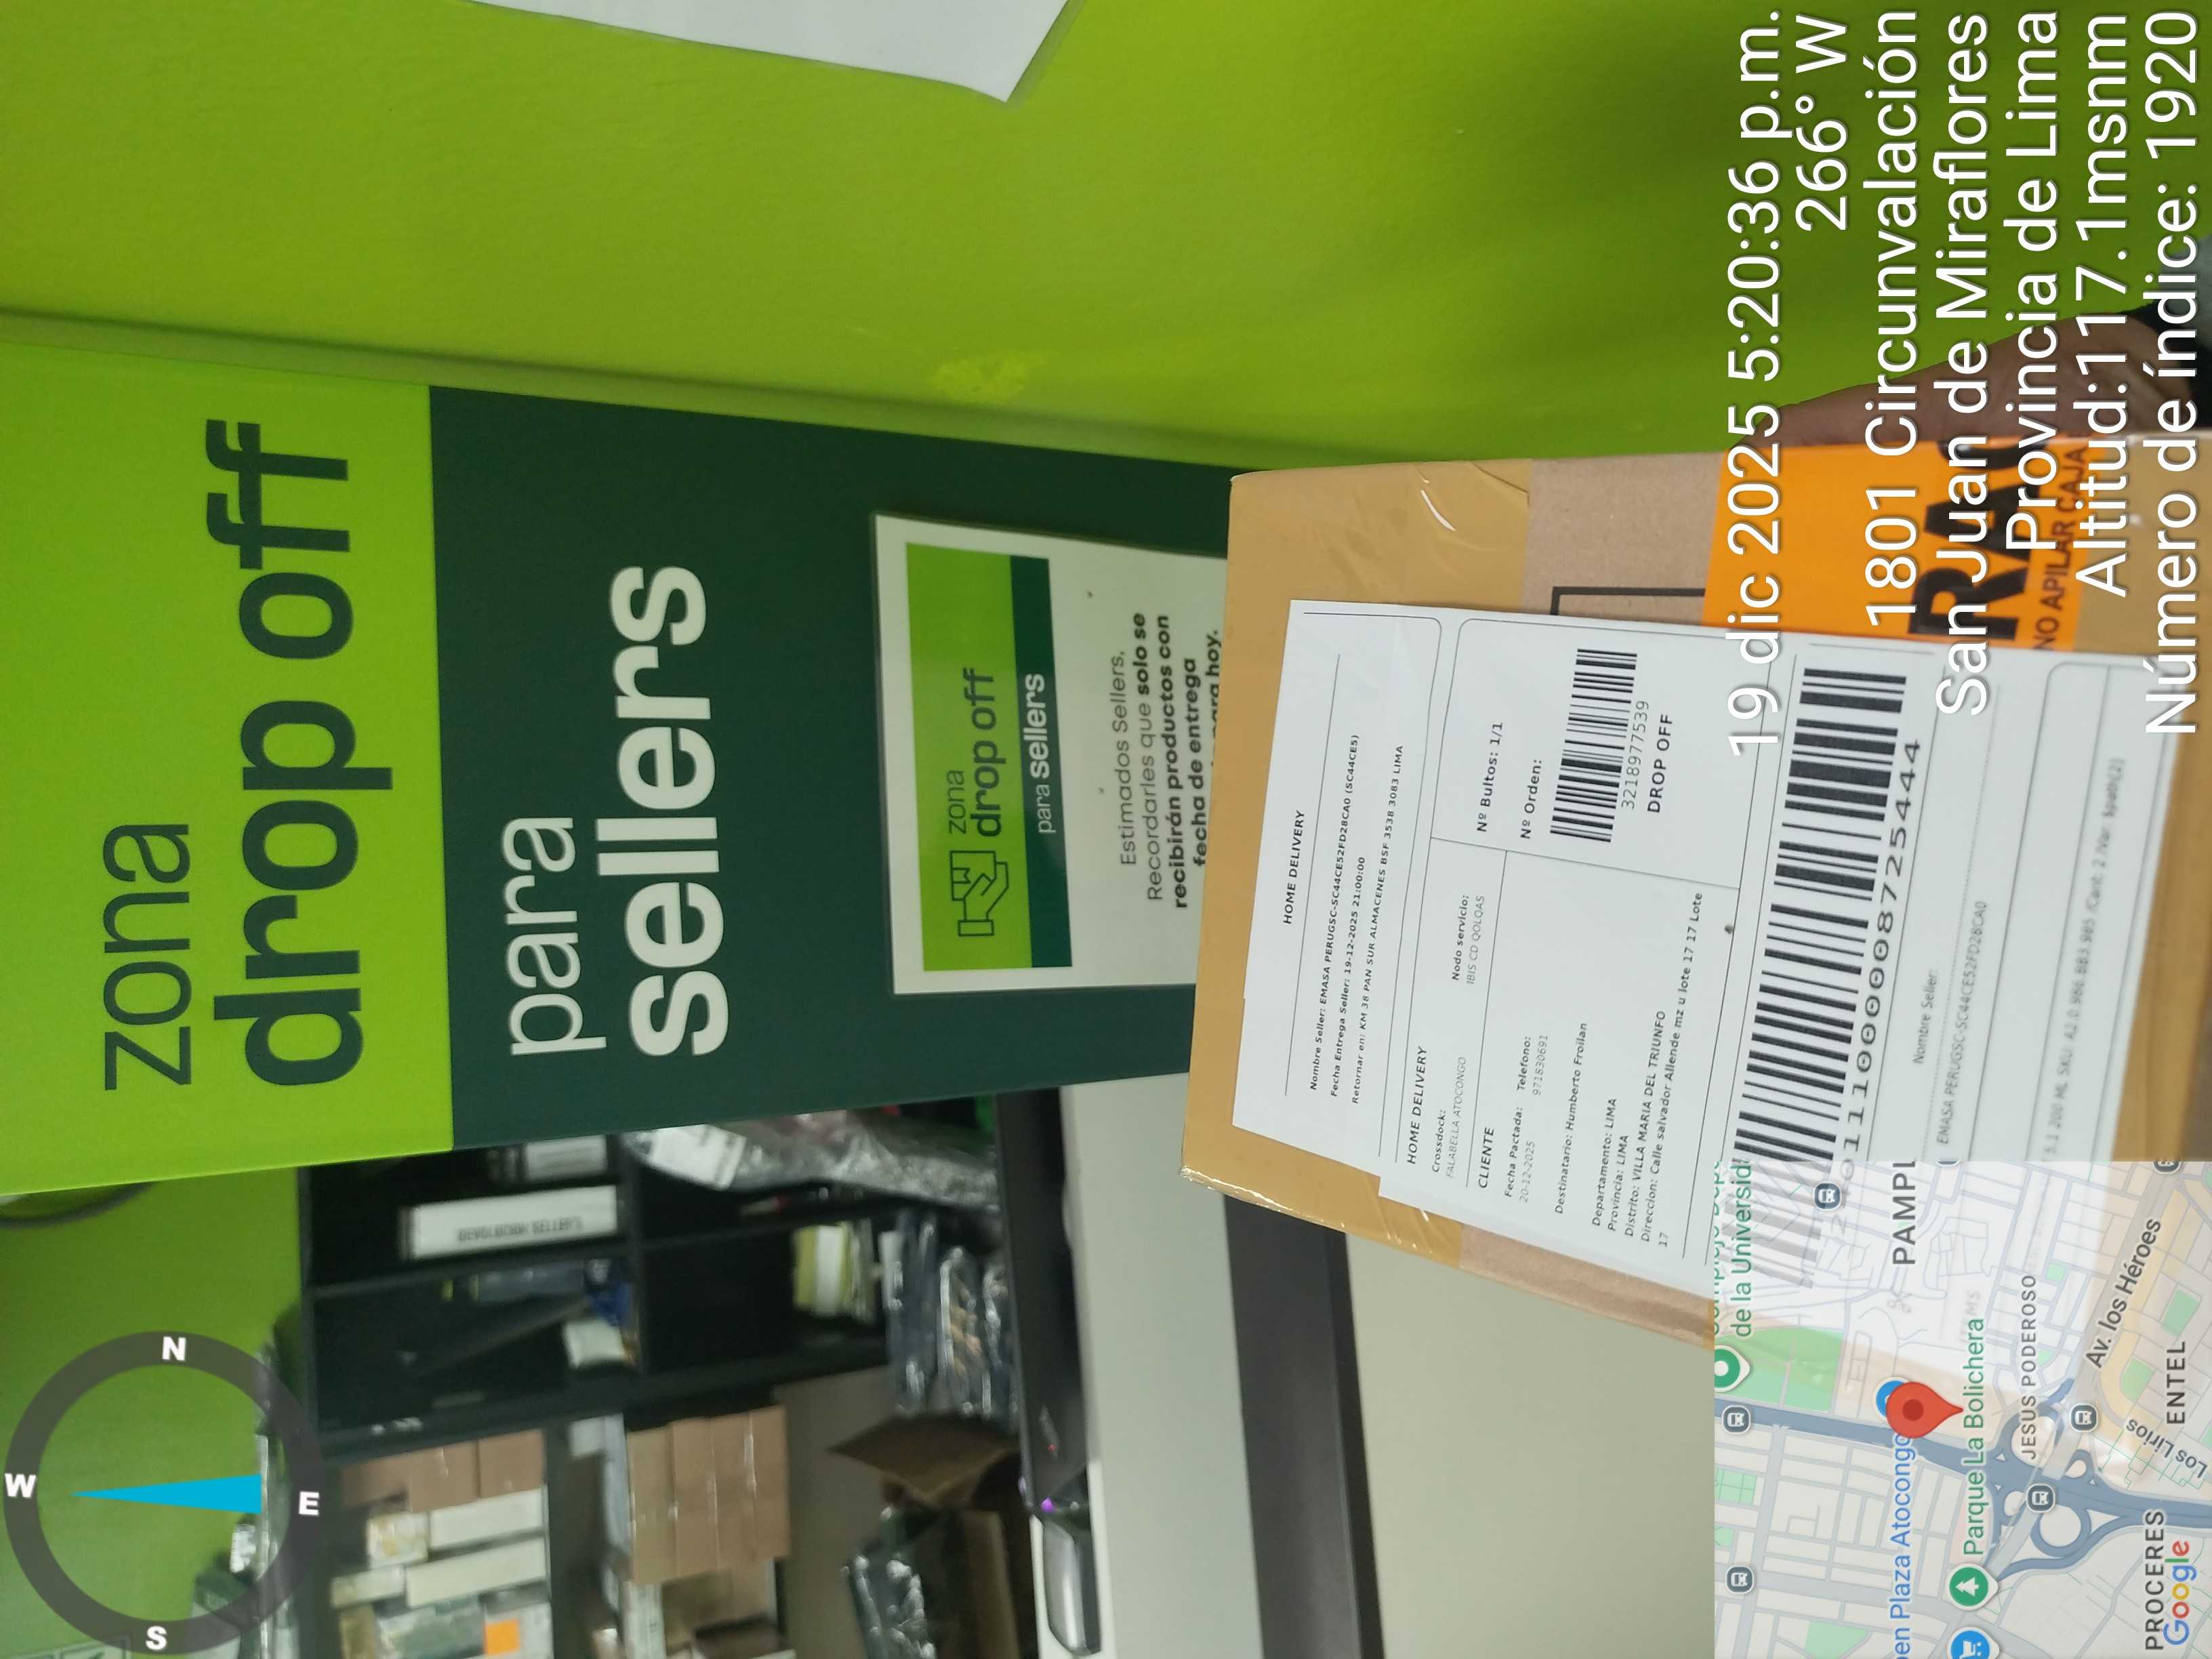 zona
drop off
para
sellers
zona
drop off
para sellers
Estimados Sellers,
Recordarles que solo se
recibirán productos con
fecha de entrega
para hoy.
HOME DELIVERY
Nombre Seller: EMASA PERUGSC-SC44CE52FD28CA0 (SC44CE5)
Fecha Entrega Seller: 19-12-2025 21:00:00
Retornar en: KM 38 PAN SUR ALMACENES BSF 3538 3083 LIMA
HOME DELIVERY
Crossdock:
FALABELLA ATOCONGO
Nodo servicio:
IBIS CD QOLQAS
CLIENTE
Fecha Pactada:
20-12-2025
Telefono:
971830691
Destinatario: Humberto Froilan
Departamento: LIMA
Provincia: LIMA
Distrito: VILLA MARIA DEL TRIUNFO
Direccion: Calle salvador Allende mz u lote 17 17 Lote
17
Nº Bultos: 1/1
Nº Orden:
3218977539
DROP OFF
Nombre Seller:
EMASA PERUGSC-SC44CE52FD28CA0
NO APILAR CAJA
19 dic 2025 5:20:36 p.m.
266° W
1801 Circunvalación
San Juan de Miraflores
Provincia de Lima
Altitud:117.1msnm
Número de índice: 1920
N
W
E
S
de la Universid
PAMPL
Av. los Héroes
Parque La Bolichera
JESUS PODEROSO
ENTEL
Los Lirios
en Plaza Atocongo
PROCERES
Google